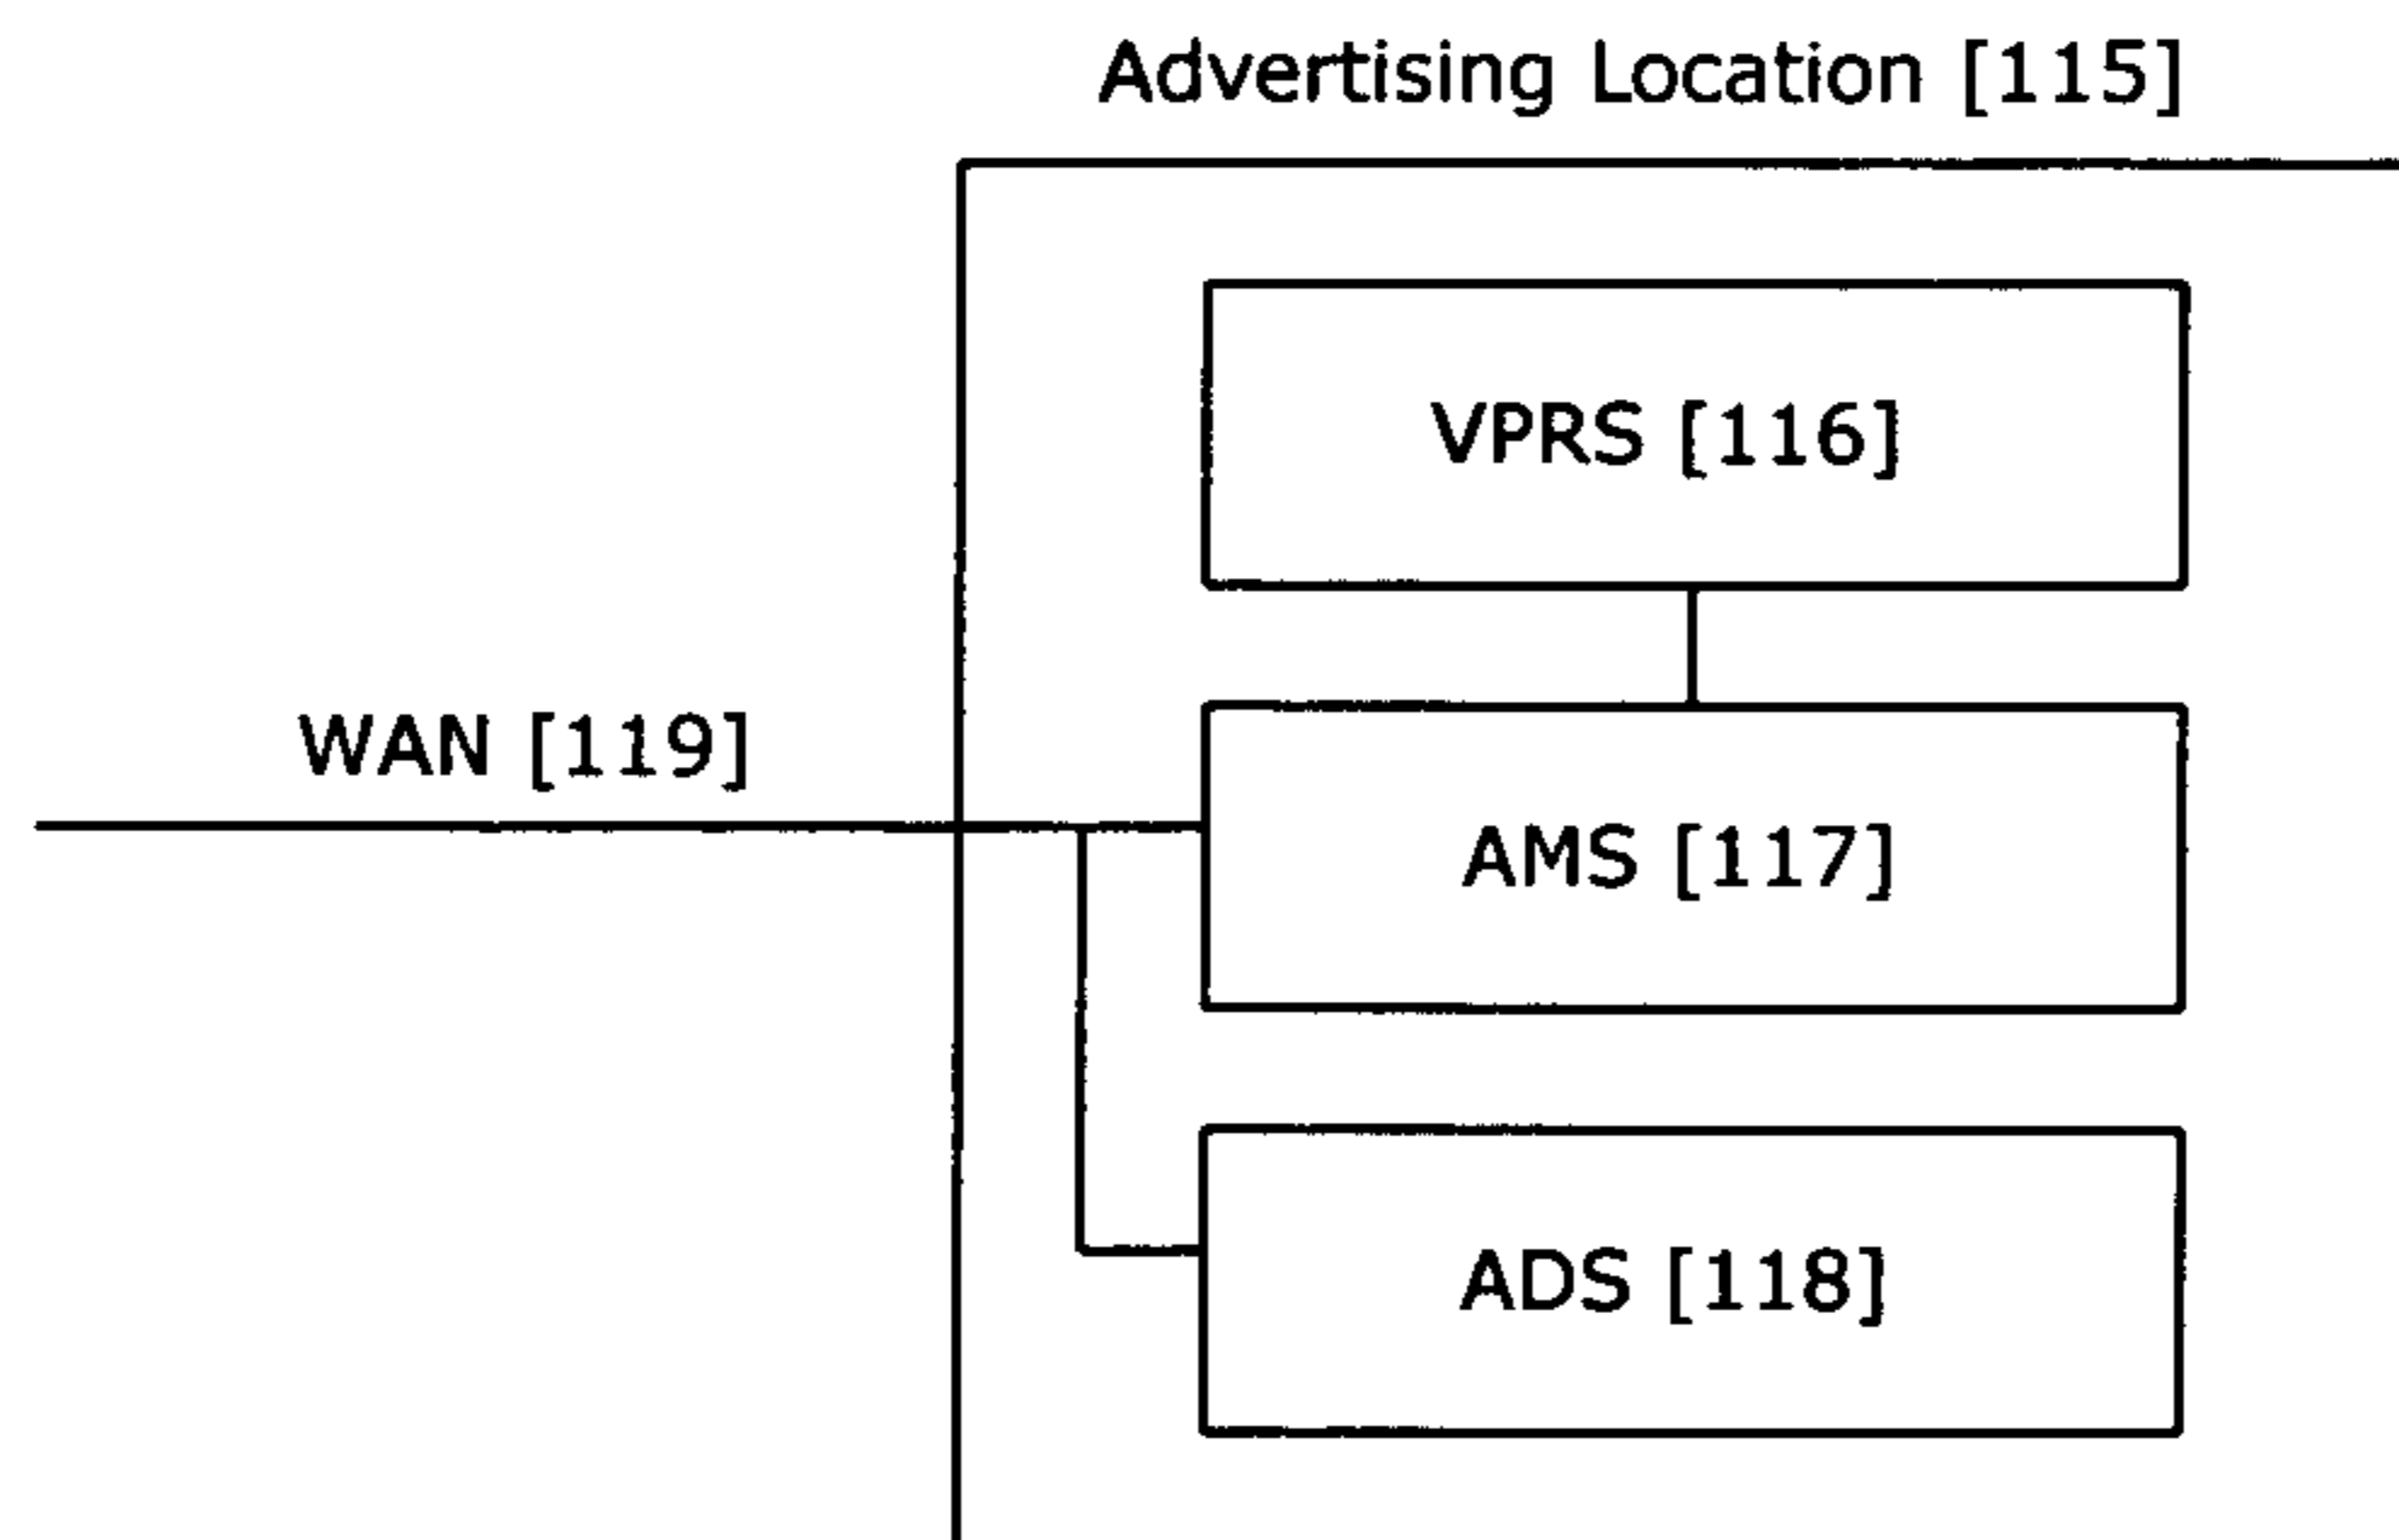 Advertising Location [115]
VPRS [116]
WAN [119]
AMS [117]
ADS [118]